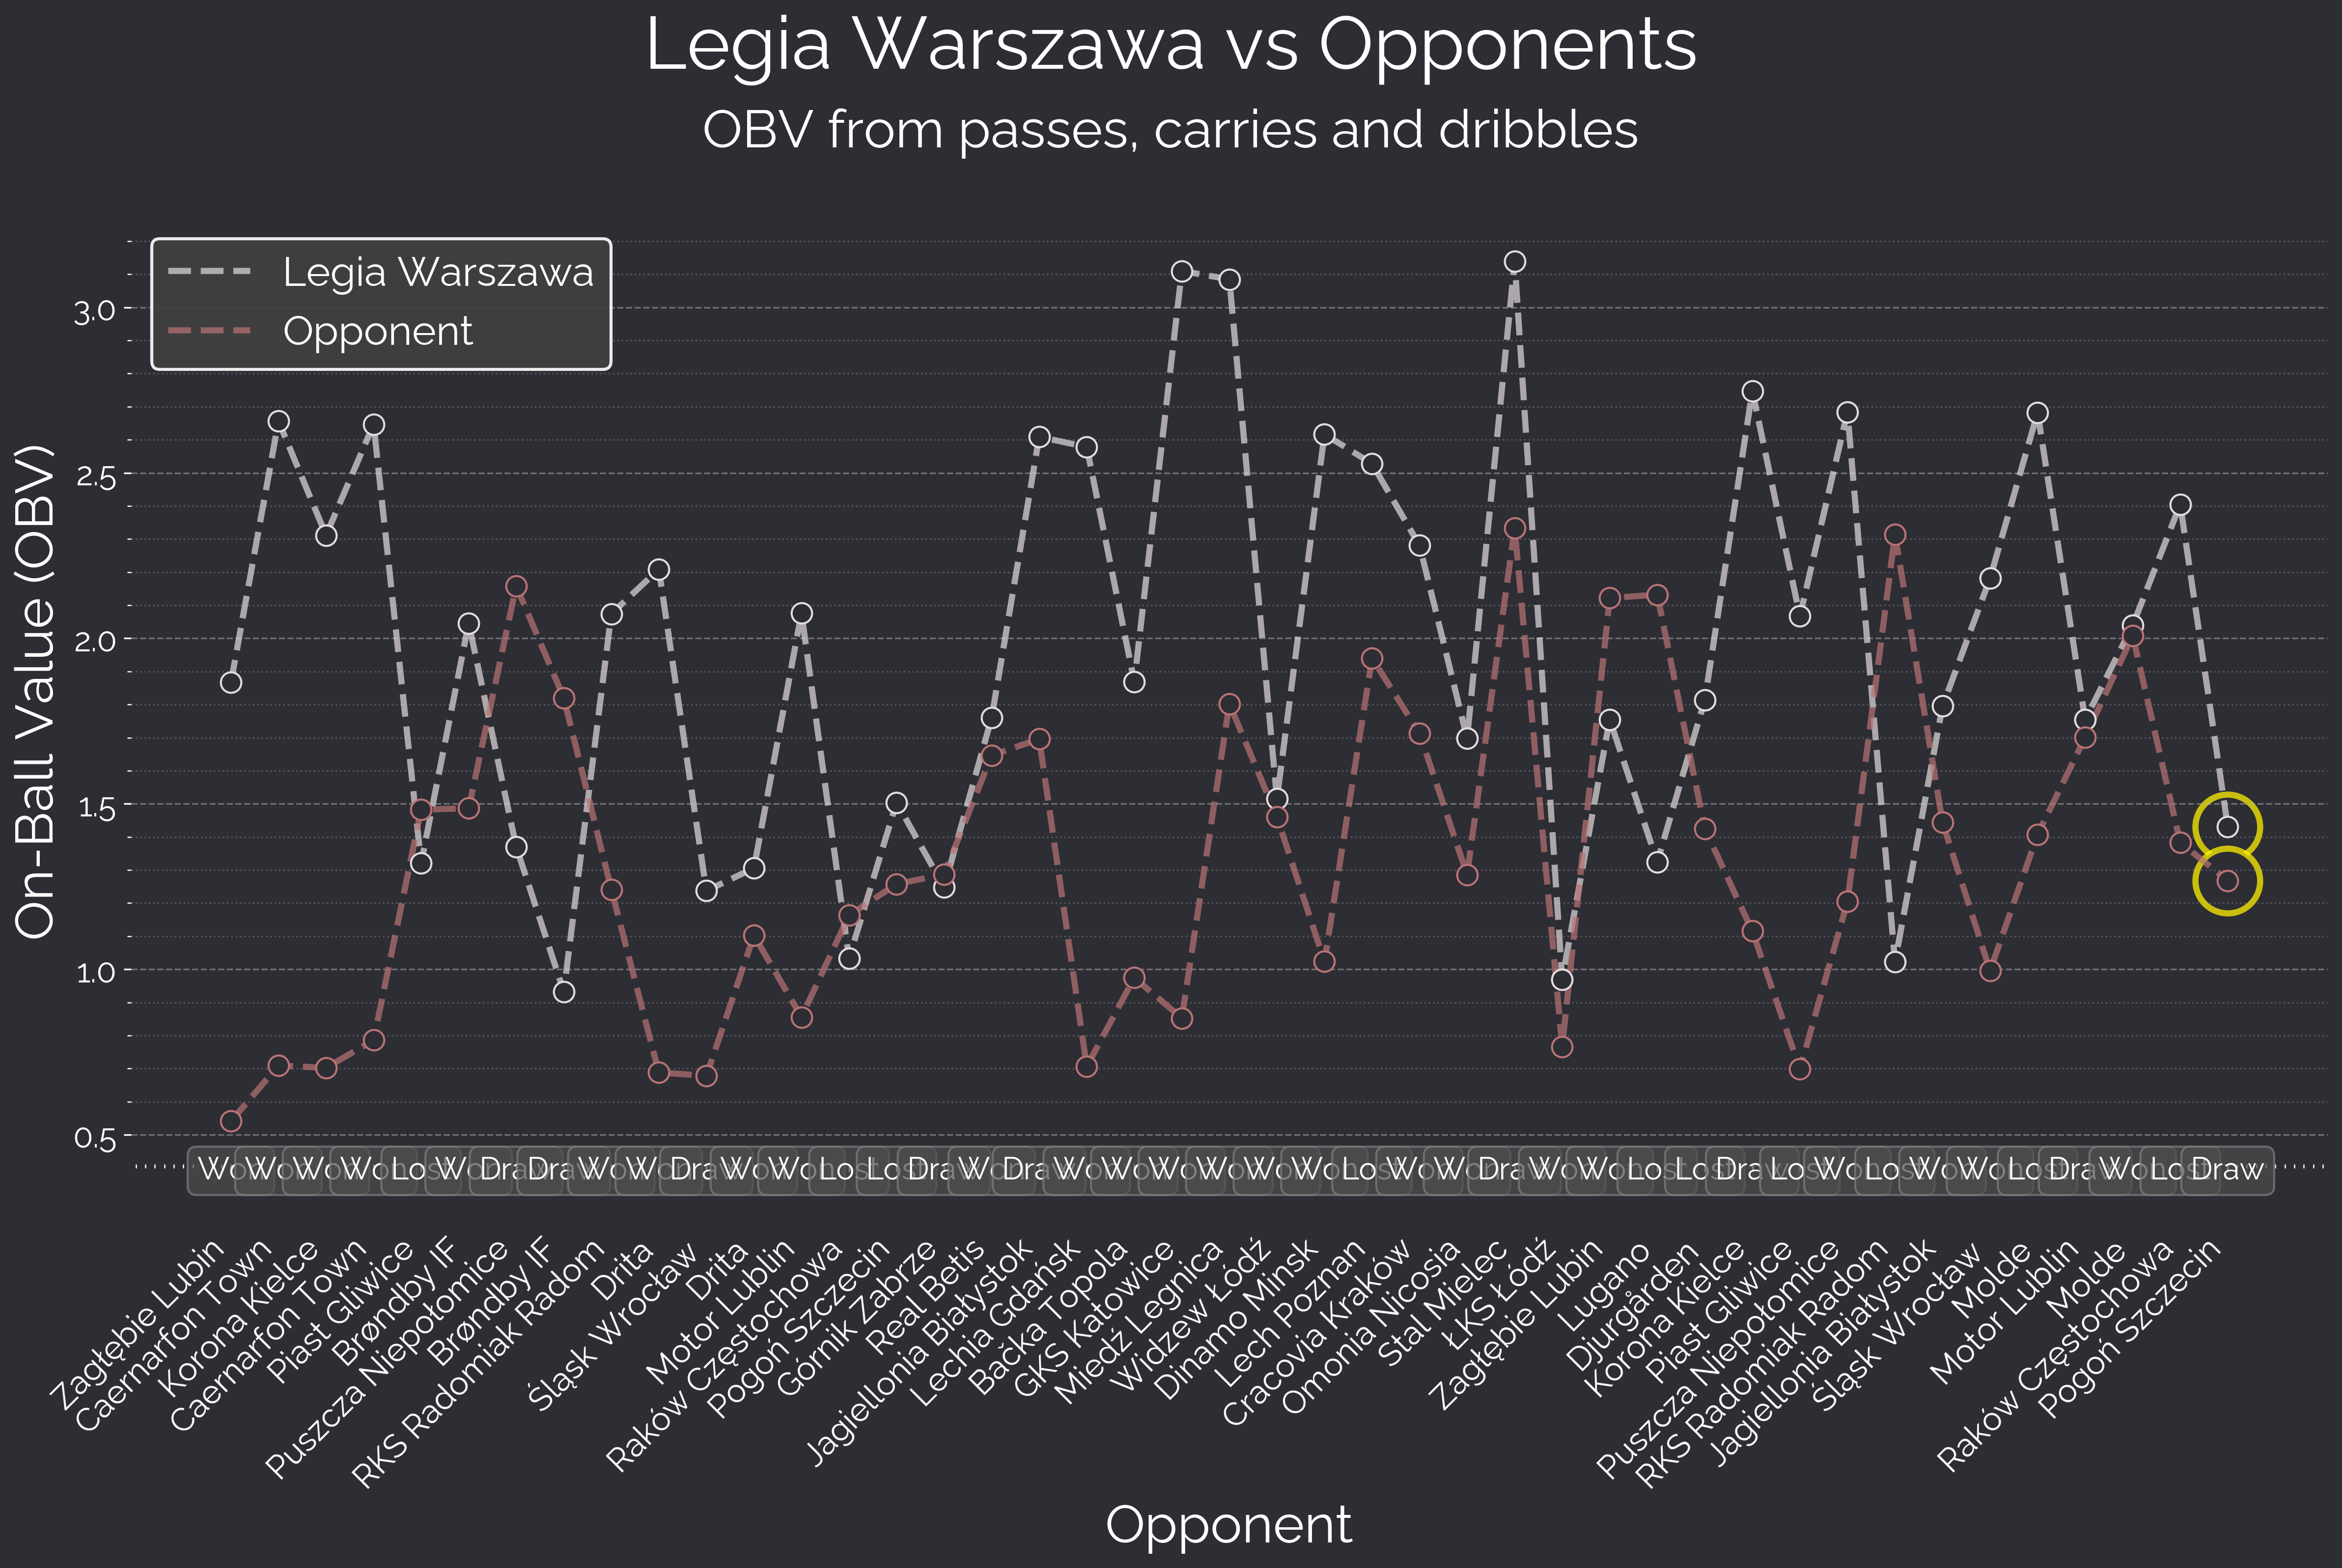 Legia Warszawa vs Opponents
OBV from passes, carries and dribbles
Legia Warszawa
Opponent
On-Ball Value (OBV)
3.0
2.5
2.0
1.5
1.0
0.5
Won Won Won Won Lost Won Draw Draw Won Won Draw Won Won Lost Lost Draw Won Draw Won Won Won Won Won Won Lost Won Won Draw Won Won Lost Lost Draw Lost Won Lost Won Won Lost Draw Won Lost Draw
Zagłębie Lubin
Caernarfon Town
Korona Kielce
Caernarfon Town
Piast Gliwice
Brøndby IF
Puszcza Niepołomice
Brøndby IF
RKS Radomiak Radom
Drita
Śląsk Wrocław
Drita
Motor Lublin
Raków Częstochowa
Pogoń Szczecin
Górnik Zabrze
Real Betis
Jagiellonia Białystok
Lechia Gdańsk
Bačka Topola
GKS Katowice
Miedź Legnica
Widzew Łódź
Dinamo Minsk
Lech Poznan
Cracovia Kraków
Omonia Nicosia
Stal Mielec
ŁKS Łódź
Zagłębie Lubin
Lugano
Djurgården
Korona Kielce
Piast Gliwice
Puszcza Niepołomice
RKS Radomiak Radom
Jagiellonia Białystok
Śląsk Wrocław
Molde
Motor Lublin
Molde
Raków Częstochowa
Pogoń Szczecin
Opponent